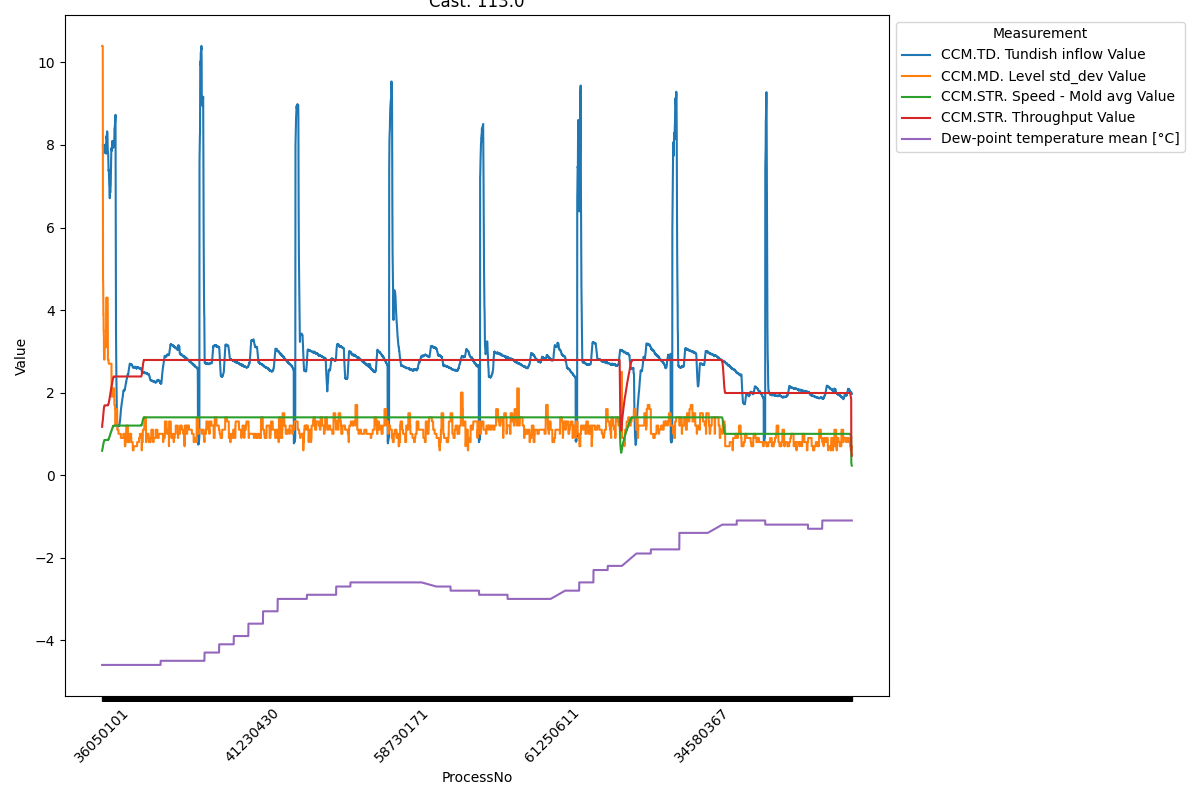 Cast: 113.0
Measurement
CCM.TD. Tundish inflow Value
CCM.MD. Level std_dev Value
CCM.STR. Speed - Mold avg Value
CCM.STR. Throughput Value
Dew-point temperature mean [°C]
10
8
6
4
2
0
−2
−4
Value
36050101
41230430
58730171
61250611
34580367
ProcessNo